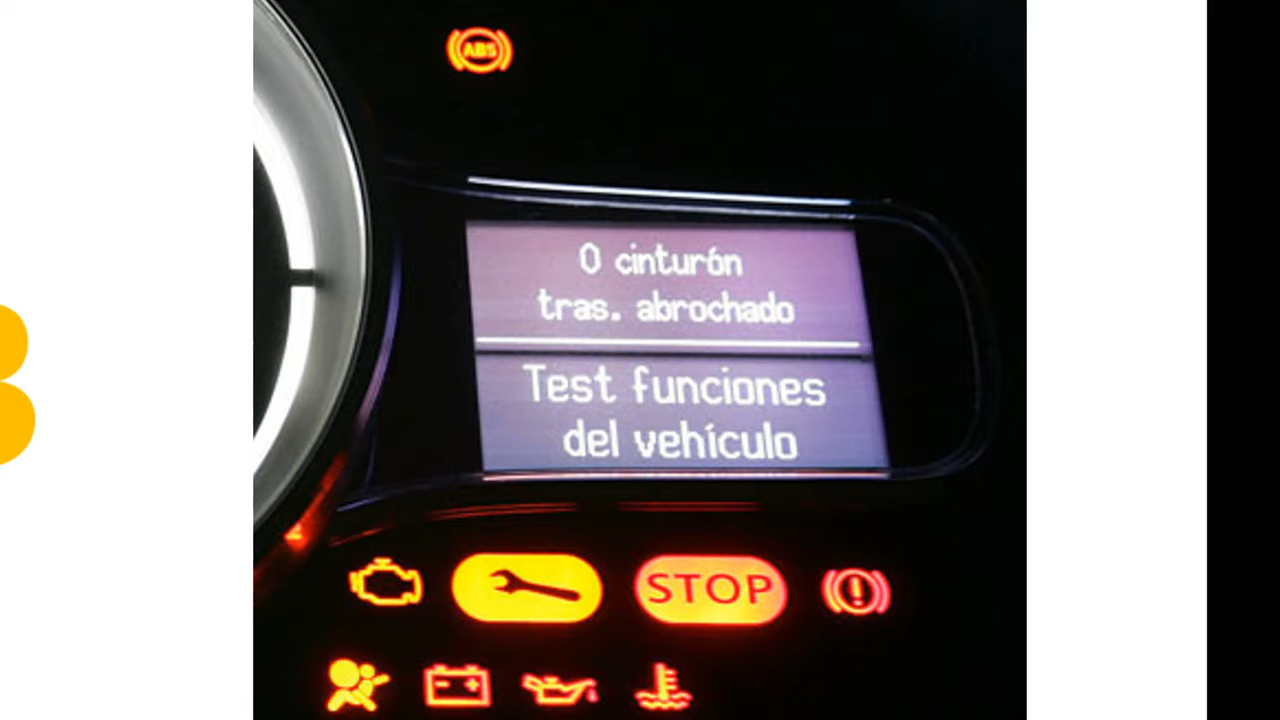 ABS
0 cinturón
tras. abrochado
Test funciones
del vehículo
STOP